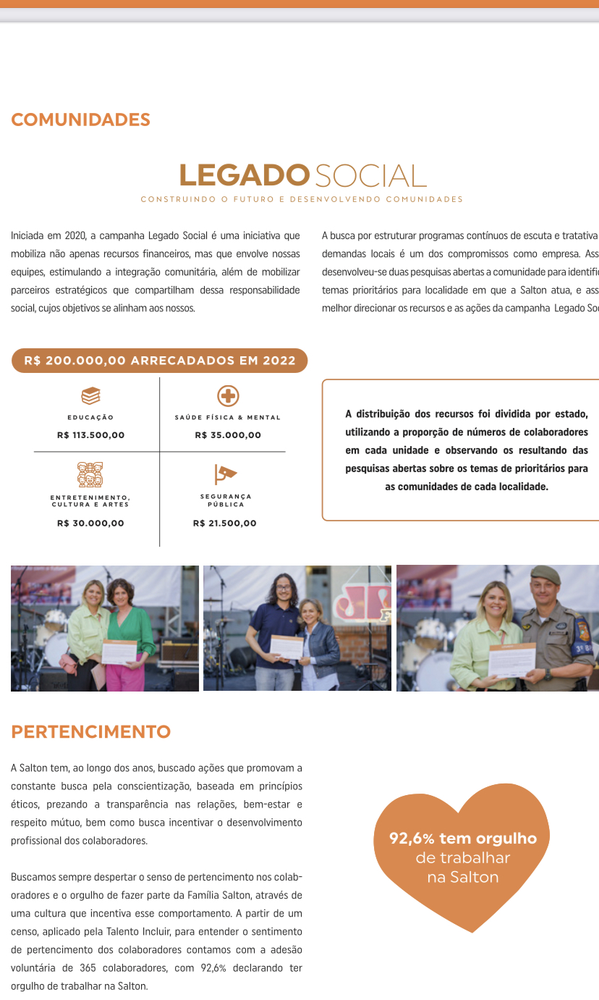 COMUNIDADES
LEGADO SOCIAL
CONSTRUINDO O FUTURO E DESENVOLVENDO COMUNIDADES
Iniciada em 2020, a campanha Legado Social é uma iniciativa que
mobiliza não apenas recursos financeiros, mas que envolve nossas
equipes, estimulando a integração comunitária, além de mobilizar
parceiros estratégicos que compartilham dessa responsabilidade
social, cujos objetivos se alinham aos nossos.
A busca por estruturar programas contínuos de escuta e tratativa
demandas locais é um dos compromissos como empresa. Ass
desenvolveu-se duas pesquisas abertas a comunidade para identifi
temas prioritários para localidade em que a Salton atua, e ass
melhor direcionar os recursos e as ações da campanha Legado Soc
R$ 200.000,00 ARRECADADOS EM 2022
EDUCAÇÃO
R$ 113.500,00
SAÚDE FÍSICA & MENTAL
R$ 35.000,00
ENTRETENIMENTO,
CULTURA E ARTES
R$ 30.000,00
SEGURANÇA
PÚBLICA
R$ 21.500,00
A distribuição dos recursos foi dividida por estado,
utilizando a proporção de números de colaboradores
em cada unidade e observando os resultando das
pesquisas abertas sobre os temas de prioritários para
as comunidades de cada localidade.
PERTENCIMENTO
A Salton tem, ao longo dos anos, buscado ações que promovam a
constante busca pela conscientização, baseada em princípios
éticos, prezando a transparência nas relações, bem-estar e
respeito mútuo, bem como busca incentivar o desenvolvimento
profissional dos colaboradores.
Buscamos sempre despertar o senso de pertencimento nos colab-
oradores e o orgulho de fazer parte da Família Salton, através de
uma cultura que incentiva esse comportamento. A partir de um
censo, aplicado pela Talento Incluir, para entender o sentimento
de pertencimento dos colaboradores contamos com a adesão
voluntária de 365 colaboradores, com 92,6% declarando ter
orgulho de trabalhar na Salton.
92,6% tem orgulho
de trabalhar
na Salton